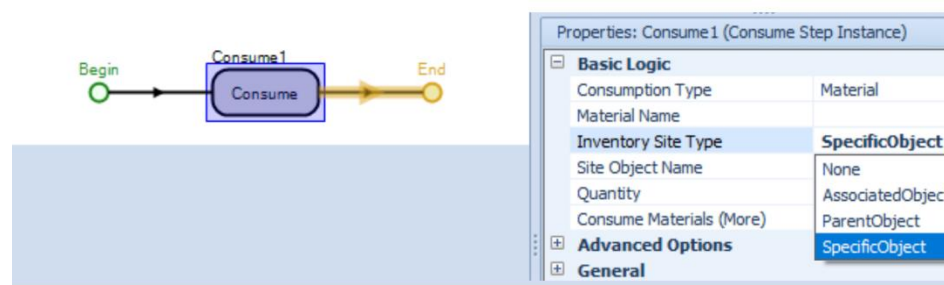 Consume1
Begin
End
Consume
Properties: Consume1 (Consume Step Instance)
Basic Logic
Consumption Type Material
Material Name
Inventory Site Type SpecificObject
Site Object Name
None
Quantity
AssociatedObjec
Consume Materials (More)
ParentObject
Advanced Options
SpecificObject
General